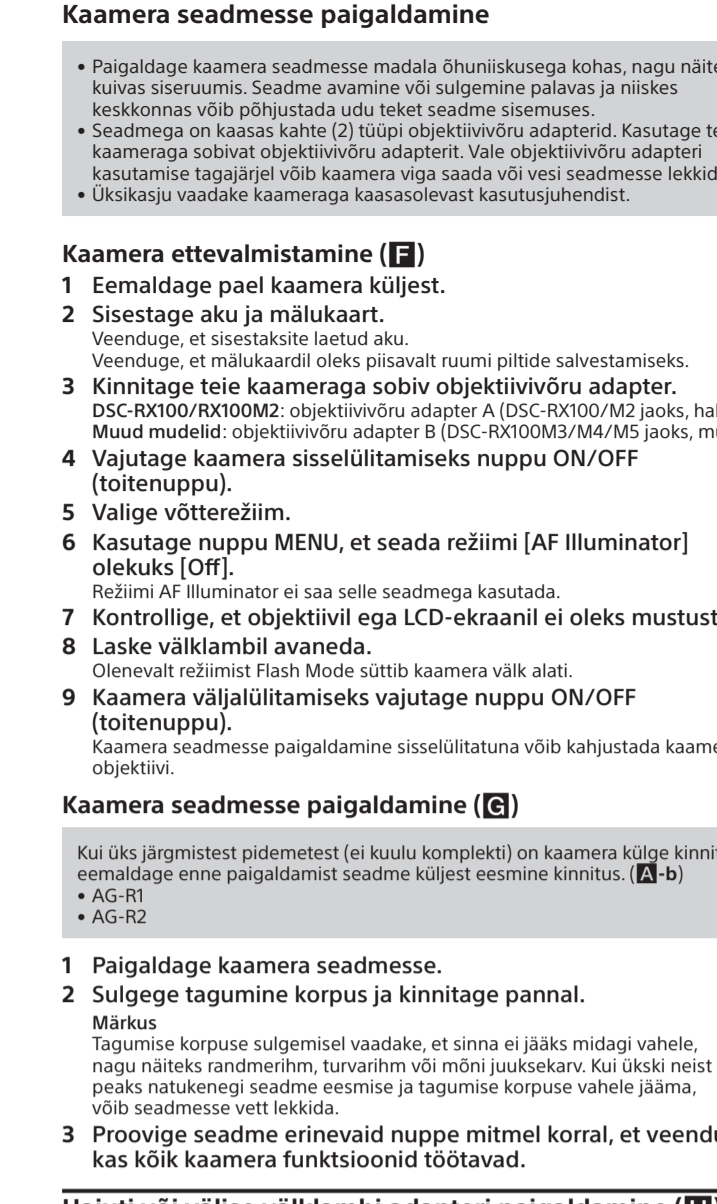 Kaamera seadmesse paigaldamine
• Paigaldage kaamera seadmesse madala õhuniiskusega kohas, nagu
kuivas siseruumis. Seadme avamine või sulgemine palavas ja niiskes
keskkonnas võib põhjustada udu teket seadme sisemuses.
• Seadmega on kaasas kahte (2) tüüpi objektiivivõru adapterid. Kasutage
kaameraga sobivat objektiivivõru adapterit. Vale objektiivivõru adapteri
kasutamise tagajärjel võib kaamera viga saada või vesi seadmesse
• Üksikasju vaadake kaameraga kaasasolevast kasutusjuhendist.
Kaamera ettevalmistamine (F)
1 Eemaldage pael kaamera küljest.
2 Sisestage aku ja mälukaart.
Veenduge, et sisestaksite laetud aku.
Veenduge, et mälukaardil oleks piisavalt ruumi piltide salvestamiseks.
3 Kinnitage teie kaameraga sobiv objektiivivõru adapter.
DSC-RX100/RX100M2: objektiivivõru adapter A (DSC-RX100/M2 jaoks,
Muud mudelid: objektiivivõru adapter B (DSC-RX100M3/M4/M5 jaoks,
4 Vajutage kaamera sisselülitamiseks nuppu ON/OFF
(toitenuppu).
5 Valige võtterežiim.
6 Kasutage nuppu MENU, et seada režiimi [AF Illuminator]
olekuks [Off].
Režiimi AF Illuminator ei saa selle seadmega kasutada.
7 Kontrollige, et objektiivil ega LCD-ekraanil ei oleks
8 Laske välklambil avaneda.
Olenevalt režiimist Flash Mode süttib kaamera välk alati.
9 Kaamera väljalülitamiseks vajutage nuppu ON/OFF
(toitenuppu).
Kaamera seadmesse paigaldamine sisselülitatuna võib kahjustada
objektiivi.
Kaamera seadmesse paigaldamine (G)
Kui üks järgmistest pidemetest (ei kuulu komplekti) on kaamera külge
eemaldage enne paigaldamist seadme küljest eesmine kinnitus. (A-b)
• AG-R1
• AG-R2
1 Paigaldage kaamera seadmesse.
2 Sulgege tagumine korpus ja kinnitage pannal.
Märkus
Tagumise korpuse sulgemisel vaadake, et sinna ei jääks midagi vahele,
nagu näiteks randmerihm, turvarihm või mõni juuksekarv. Kui ükski neist
peaks natukenegi seadme eesmise ja tagumise korpuse vahele jääma,
võib seadmesse vett lekkida.
3 Proovige seadme erinevaid nuppe mitmel korral, et
kas kõik kaamera funktsioonid töötavad.